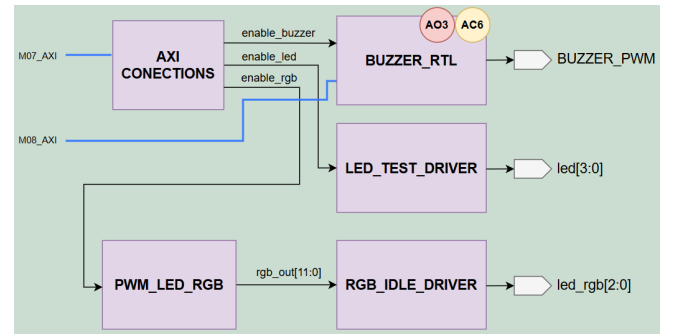 AO3
AC6
enable_buzzer
M07_AXI
AXI
CONECTIONS
enable_led
BUZZER_RTL
BUZZER_PWM
enable_rgb
M08_AXI
LED_TEST_DRIVER
led[3:0]
PWM_LED_RGB
rgb_out[11:0]
RGB_IDLE_DRIVER
led_rgb[2:0]